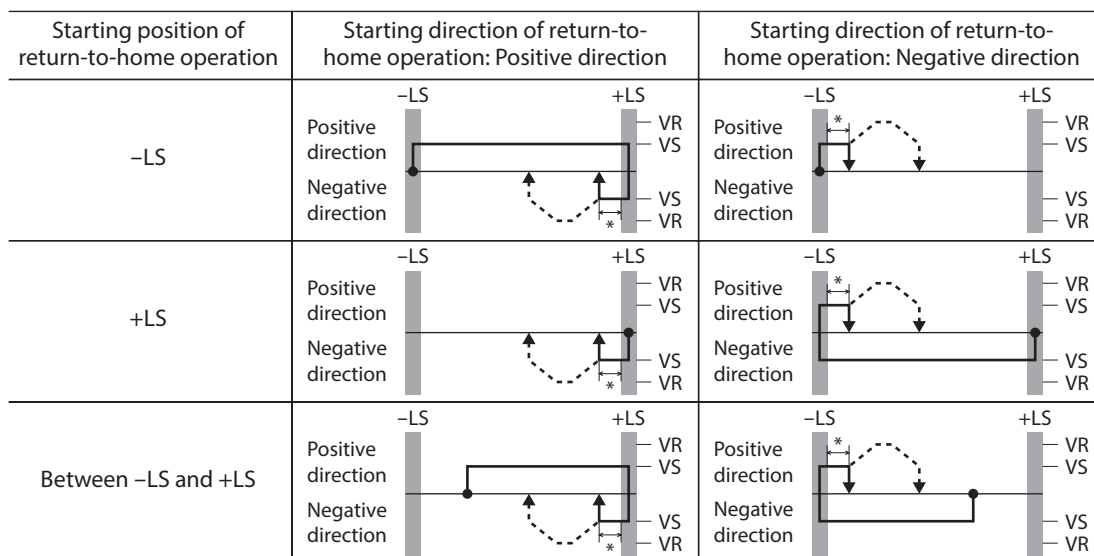 Starting position of
return-to-home operation
Starting direction of return-to-
home operation: Positive direction
Starting direction of return-to-
home operation: Negative direction
–LS
–LS
+LS
Positive
direction
Negative
direction
VR
VS
VS
VR
*
–LS
+LS
*
Positive
direction
Negative
direction
VR
VS
VS
VR
+LS
–LS
+LS
Positive
direction
Negative
direction
VR
VS
VS
VR
*
–LS
+LS
*
Positive
direction
Negative
direction
VR
VS
VS
VR
Between –LS and +LS
–LS
+LS
Positive
direction
Negative
direction
VR
VS
VS
VR
*
–LS
+LS
*
Positive
direction
Negative
direction
VR
VS
VS
VR